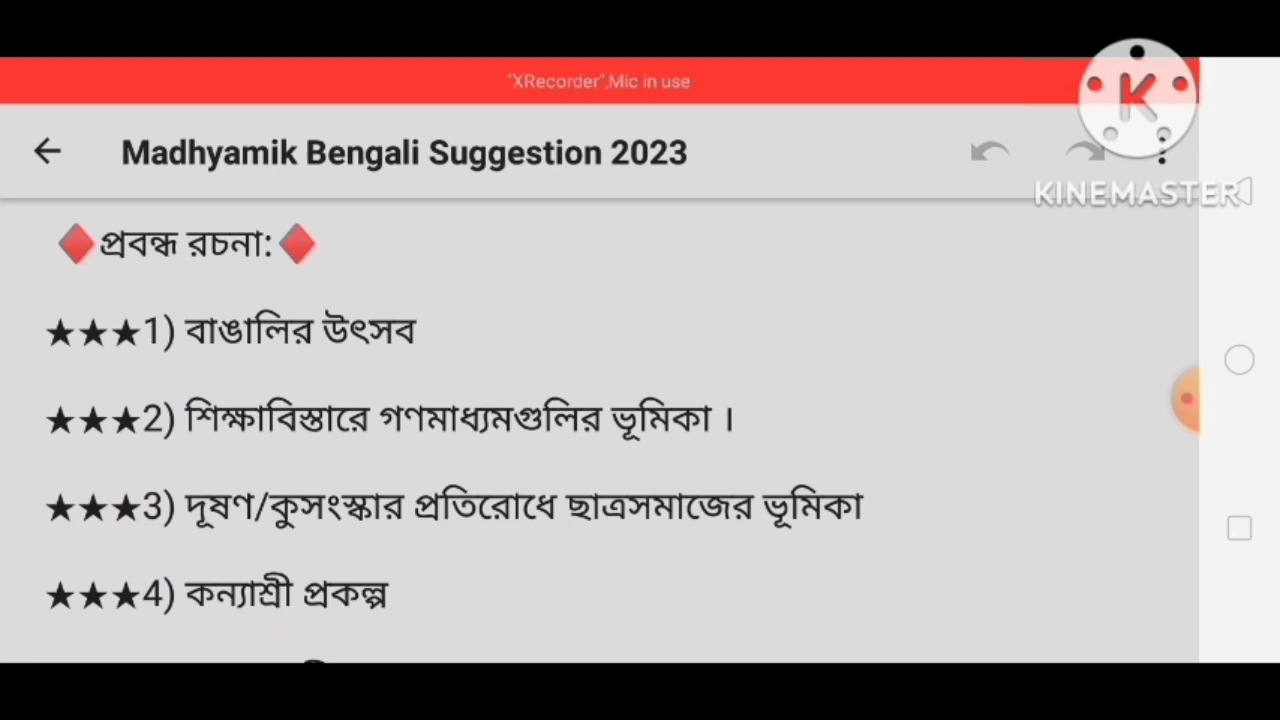 "XRecorder",Mic in use
Madhyamik Bengali Suggestion 2023
K
KINEMASTER
♦️প্রবন্ধ রচনা:♦️
★★★1) বাঙালির উৎসব
★★★2) শিক্ষাবিস্তারে গণমাধ্যমগুলির ভূমিকা ।
★★★3) দূষণ/কুসংস্কার প্রতিরোধে ছাত্রসমাজের ভূমিকা
★★★4) কন্যাশ্রী প্রকল্প